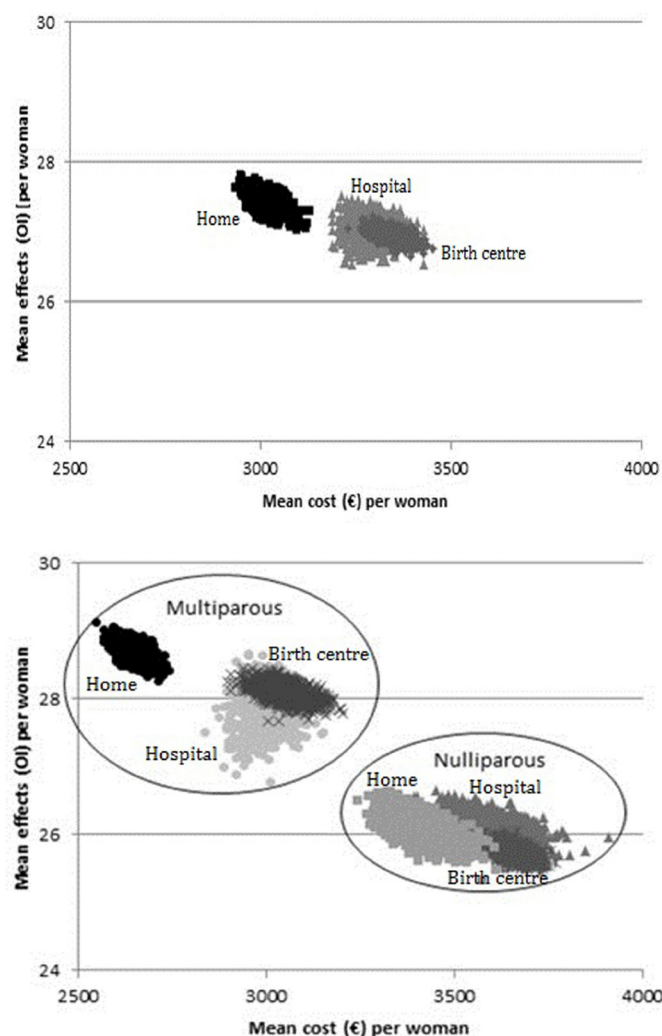 30
28
26
24
Mean effects (OI) [per woman
Hospital
Home
Birth centre
2500 3000 3500 4000
Mean cost (€) per woman
30
28
26
24
Mean effects (OI) per woman
Multiparous
Birth centre
Home
Hospital
Nulliparous
Home Hospital
Birth centre
2500 3000 3500 4000
Mean cost (€) per woman